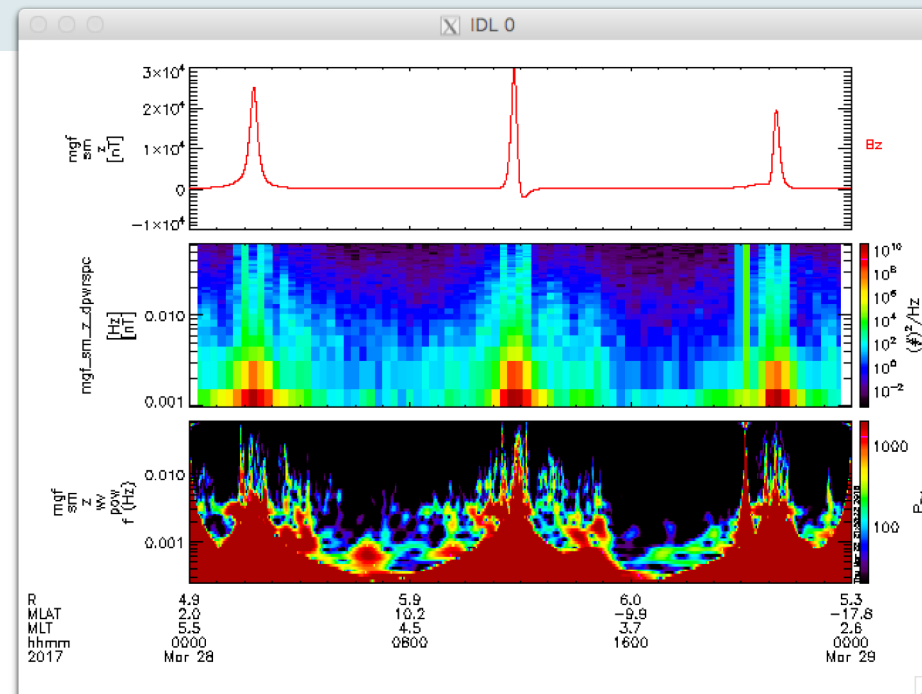 IDL 0
3×10⁴
2×10⁴
1×10⁴
0
−1×10⁴
mgf
sm
z
[nT]
Bz
mgf_sm_z_dpwrspc
[Hz]
[nT]
0.010
0.001
10¹⁰
10⁸
10⁶
10⁴
10²
10⁰
10⁻²
mgf
sm
z
wv
pow
f (Hz)
0.010
0.001
1000
100
R 4.9 5.9 6.0 5.3
MLAT 2.0 10.2 −9.9 −17.8
MLT 5.5 4.5 3.7 2.6
hhmm 0000 0800 1600 0000
2017 Mar 28 Mar 29